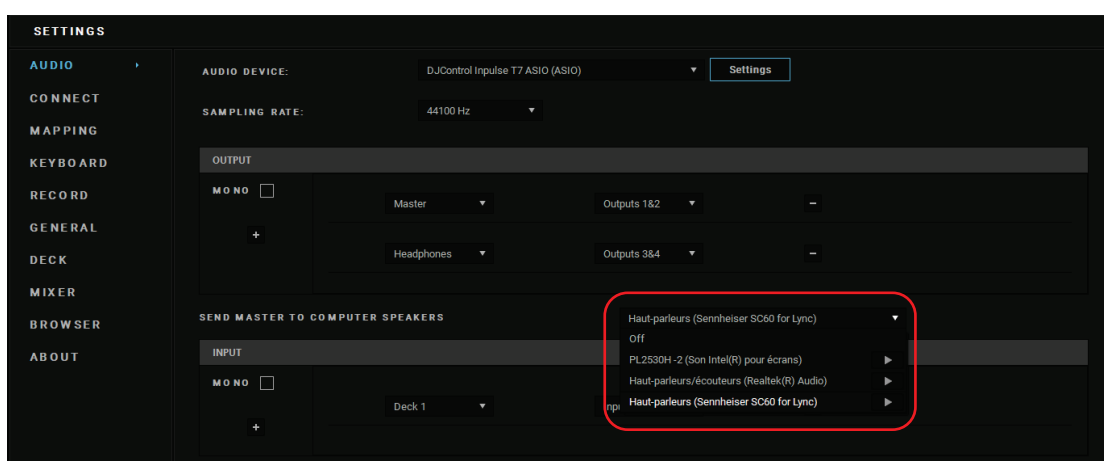 SETTINGS
AUDIO
CONNECT
MAPPING
KEYBOARD
RECORD
GENERAL
DECK
MIXER
BROWSER
ABOUT
AUDIO DEVICE: DJControl Inpulse T7 ASIO (ASIO) Settings
SAMPLING RATE: 44100 Hz
OUTPUT
MONO
+
Master Outputs 1&2 –
Headphones Outputs 3&4 –
SEND MASTER TO COMPUTER SPEAKERS Haut-parleurs (Sennheiser SC60 for Lync)
Off
PL2530H -2 (Son Intel(R) pour écrans)
Haut-parleurs/écouteurs (Realtek(R) Audio)
Haut-parleurs (Sennheiser SC60 for Lync)
INPUT
MONO
+
Deck 1